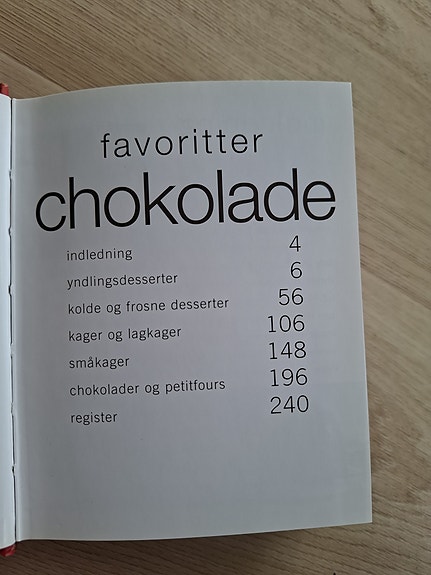 favoritter
chokolade
indledning 4
yndlingsdesserter 6
kolde og frosne desserter 56
kager og lagkager 106
småkager 148
chokolader og petitfours 196
register 240